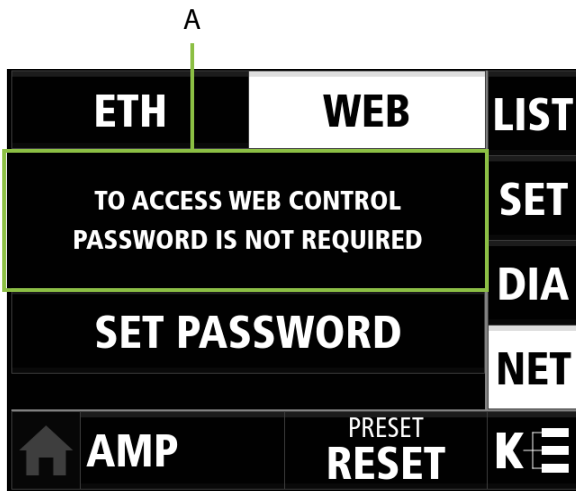 A
ETH
WEB
LIST
TO ACCESS WEB CONTROL
PASSWORD IS NOT REQUIRED
SET
DIA
SET PASSWORD
NET
AMP
PRESET
RESET
K